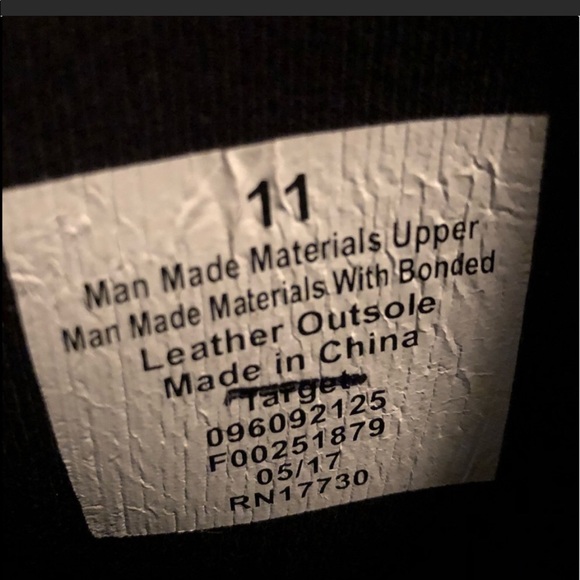 11
Man Made Materials Upper
Man Made Materials With Bonded
Leather Outsole
Made in China
Target
096092125
F00251879
05/17
RN17730